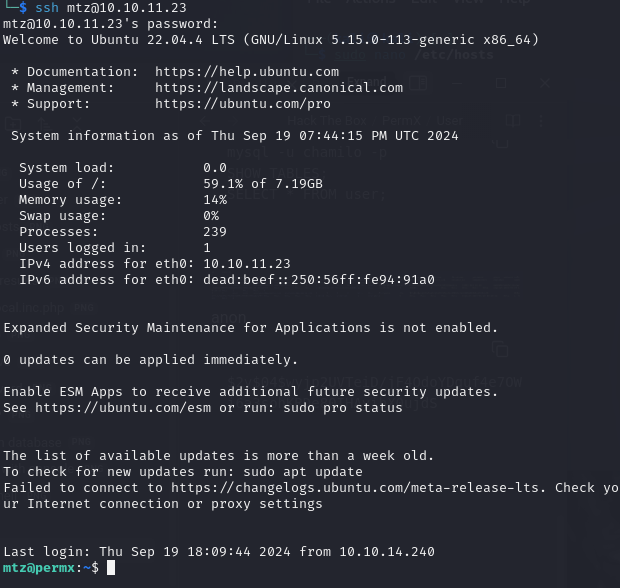 └─$ ssh mtz@10.10.11.23
mtz@10.10.11.23's password:
Welcome to Ubuntu 22.04.4 LTS (GNU/Linux 5.15.0-113-generic x86_64)
* Documentation: https://help.ubuntu.com
* Management: https://landscape.canonical.com
* Support: https://ubuntu.com/pro
System information as of Thu Sep 19 07:44:15 PM UTC 2024
System load: 0.0
Usage of /: 59.1% of 7.19GB
Memory usage: 14%
Swap usage: 0%
Processes: 239
Users logged in: 1
IPv4 address for eth0: 10.10.11.23
IPv6 address for eth0: dead:beef::250:56ff:fe94:91a0
Expanded Security Maintenance for Applications is not enabled.
0 updates can be applied immediately.
Enable ESM Apps to receive additional future security updates.
See https://ubuntu.com/esm or run: sudo pro status
The list of available updates is more than a week old.
To check for new updates run: sudo apt update
Failed to connect to https://changelogs.ubuntu.com/meta-release-lts. Check yo
ur Internet connection or proxy settings
Last login: Thu Sep 19 18:09:44 2024 from 10.10.14.240
mtz@permx:~$